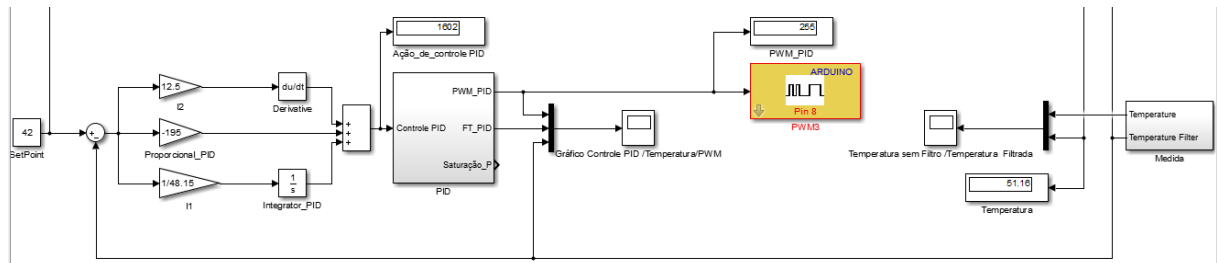 1602
Ação_de_controle PID
255
PWM_PID
ARDUINO
Pin 8
PWM3
12.5
I2
du/dt
Derivative
42
SetPoint
+
-
-195
Proporcional_PID
1/48.15
I1
1
s
Integrator_PID
+
+
+
Controle PID
PWM_PID
FT_PID
Saturação_P
PID
Gráfico Controle PID /Temperatura/PWM
Temperatura sem Filtro /Temperatura Filtrada
51.16
Temperatura
Temperature
Temperature Filter
Medida